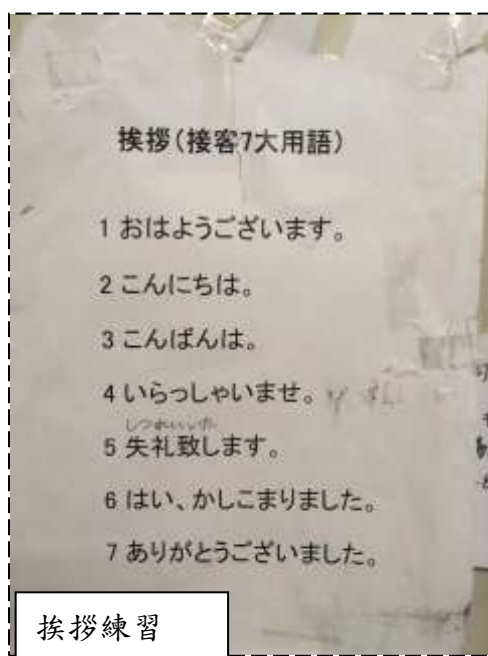 挨拶（接客7大用語）
1 おはようございます。
2 こんにちは。
3 こんばんは。
4 いらっしゃいませ。
しつれいいた
5 失礼致します。
6 はい、かしこまりました。
7 ありがとうございました。
挨拶練習